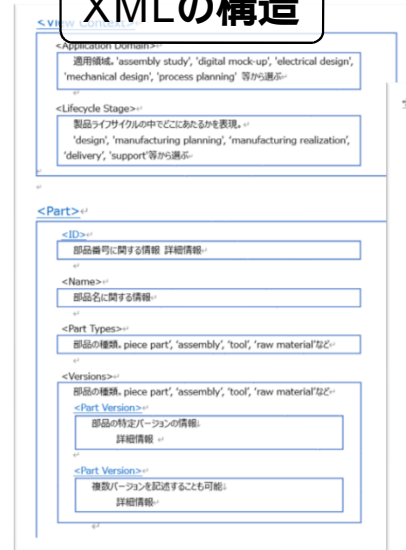 XMLの構造
<View Context>
<Application Domain>
適用領域。'assembly study', 'digital mock-up', 'electrical design',
'mechanical design', 'process planning' 等から選ぶ
<Lifecycle Stage>
製品ライフサイクルの中でどこにあたるかを表現。
'design', 'manufacturing planning', 'manufacturing realization',
'delivery', 'support'等から選ぶ
<Part>
<ID>
部品番号に関する情報 詳細情報
<Name>
部品名に関する情報
<Part Types>
部品の種類。piece part', 'assembly', 'tool', 'raw material'など
<Versions>
部品の種類。piece part', 'assembly', 'tool', 'raw material'など
<Part Version>
部品の特定バージョンの情報
詳細情報
<Part Version>
複数バージョンを記述することも可能
詳細情報